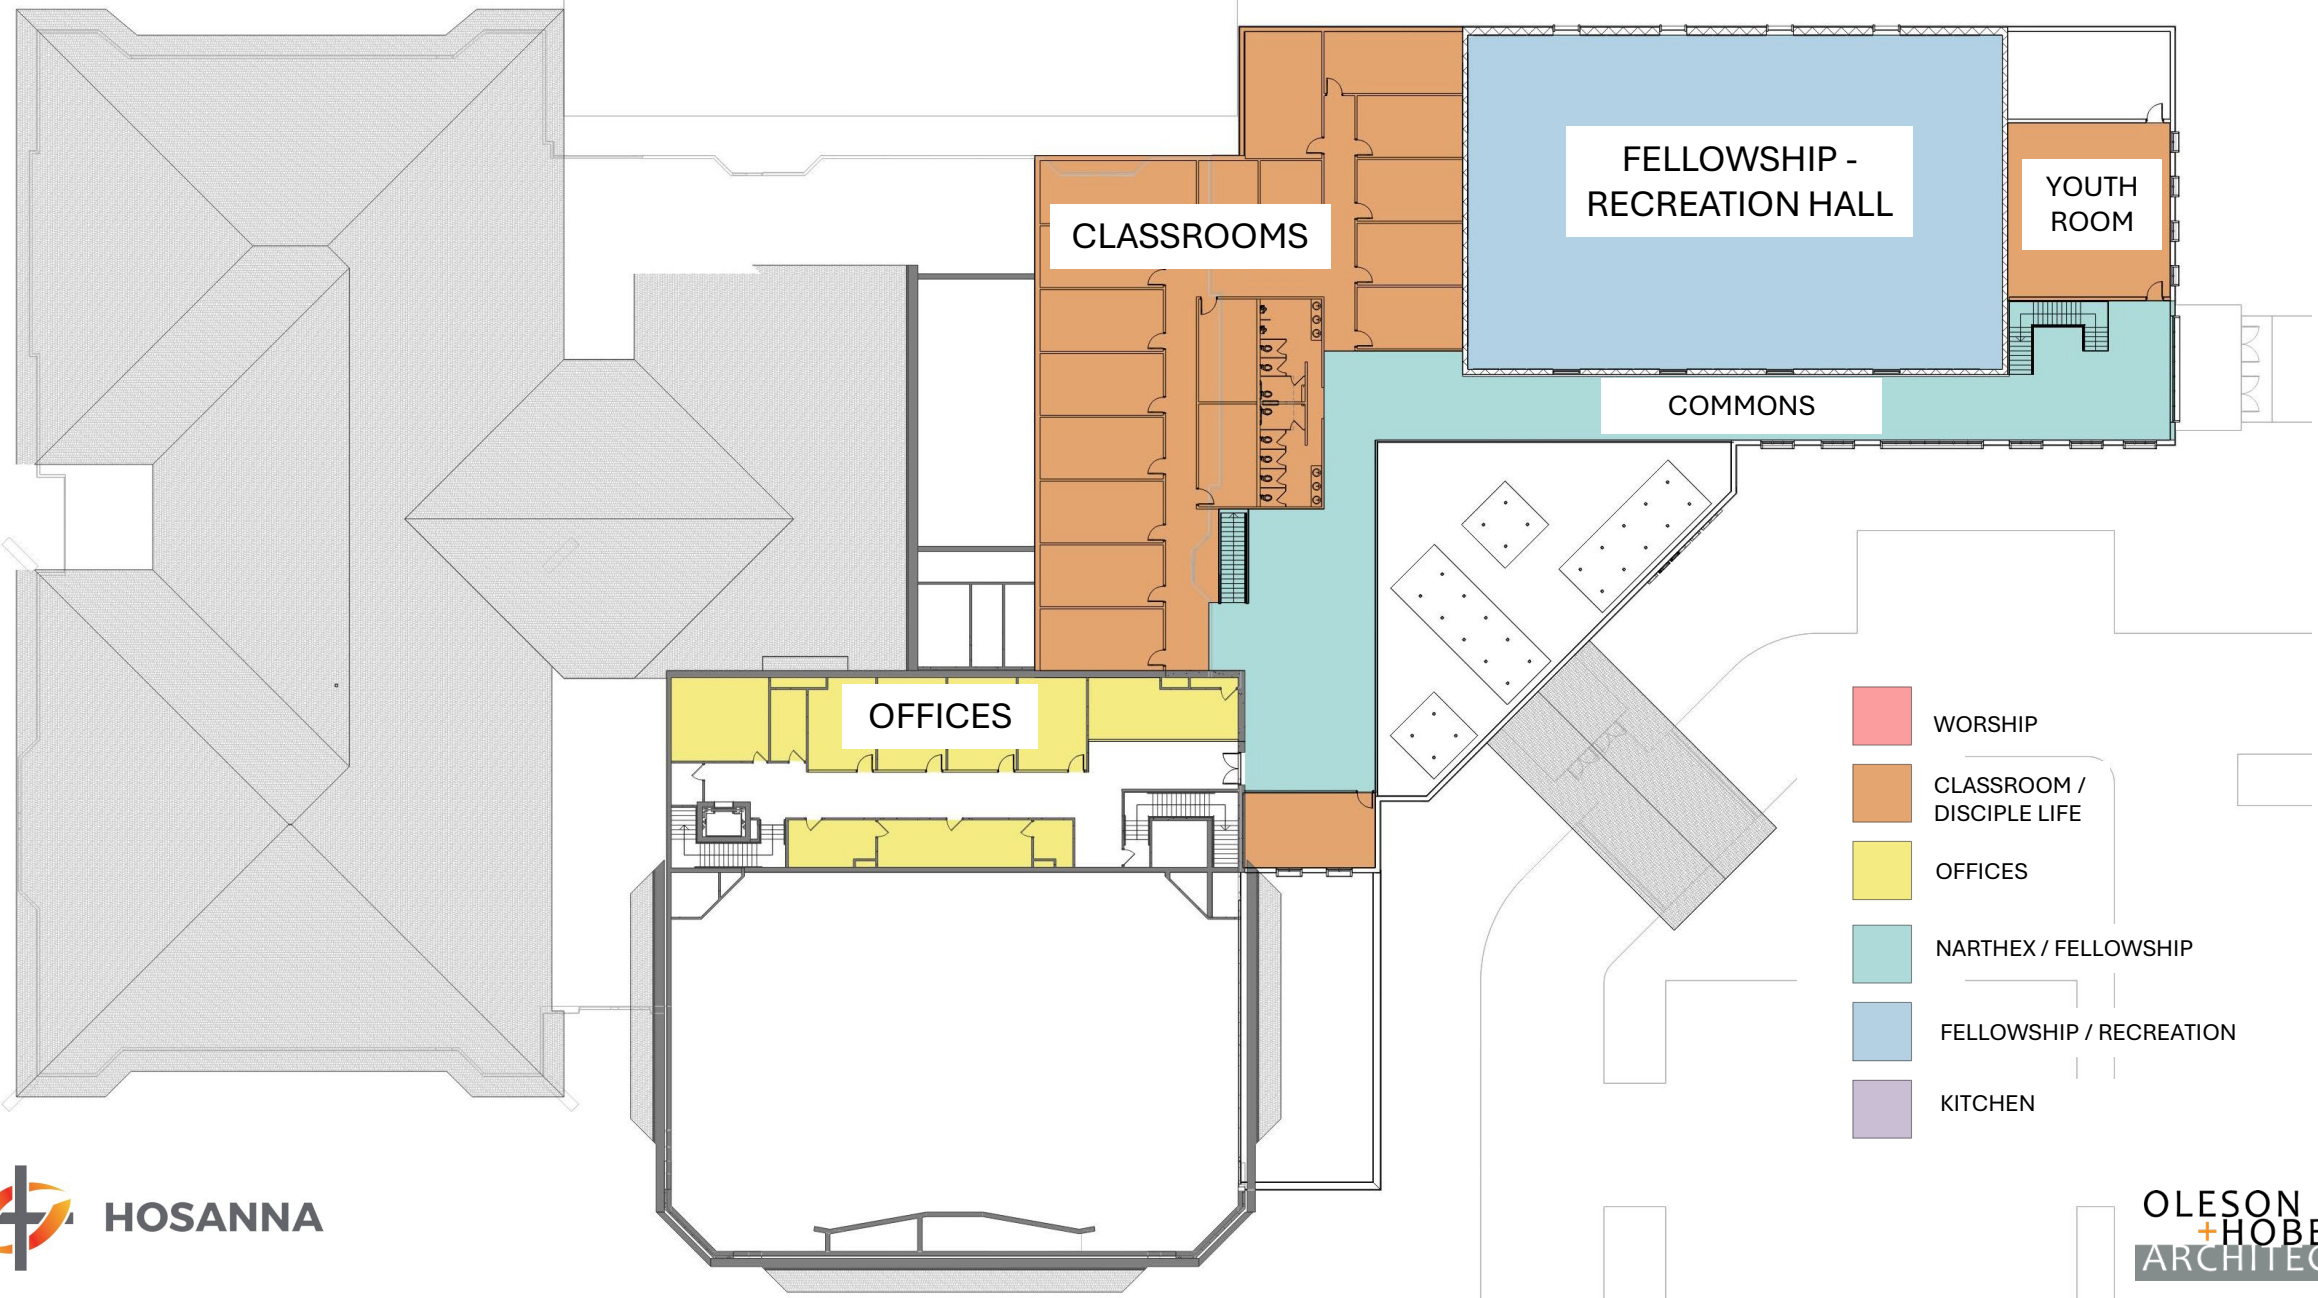 FELLOWSHIP -
RECREATION HALL
YOUTH
ROOM
CLASSROOMS
COMMONS
OFFICES
WORSHIP
CLASSROOM /
DISCIPLE LIFE
OFFICES
NARTHEX / FELLOWSHIP
FELLOWSHIP / RECREATION
KITCHEN
HOSANNA
OLESON